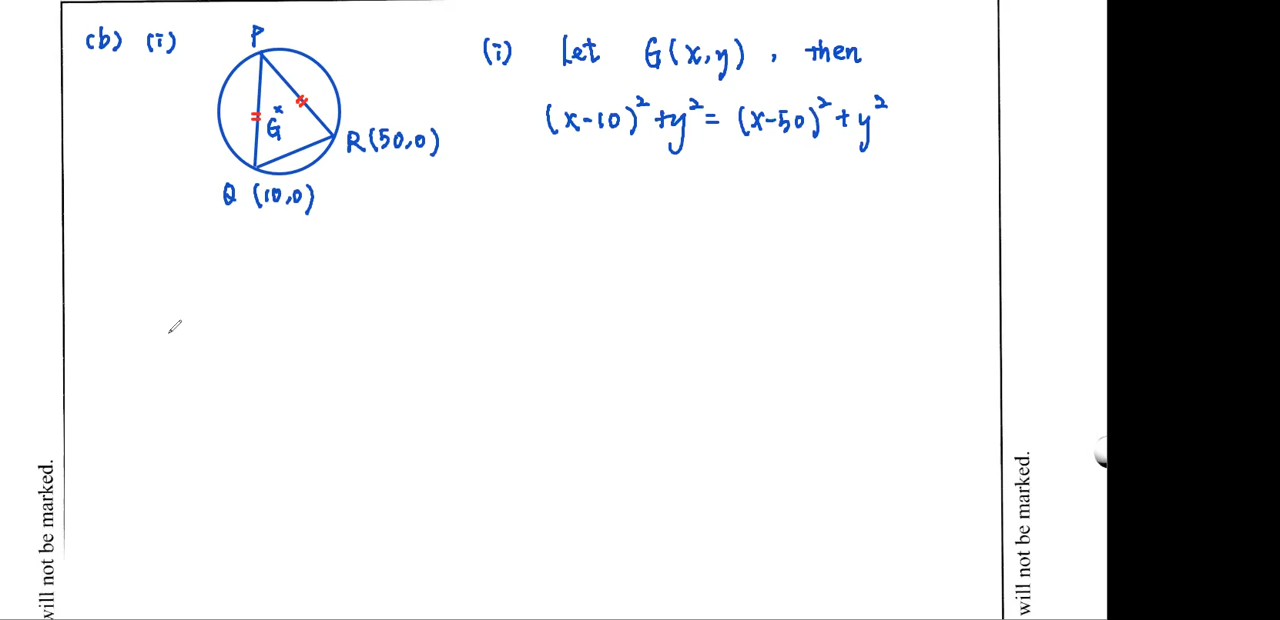 (b) (i)
P
G
R(50,0)
Q (10,0)
(i) Let G(x,y), then
(x-10)²+y²= (x-50)²+y²
will not be marked.
will not be marked.